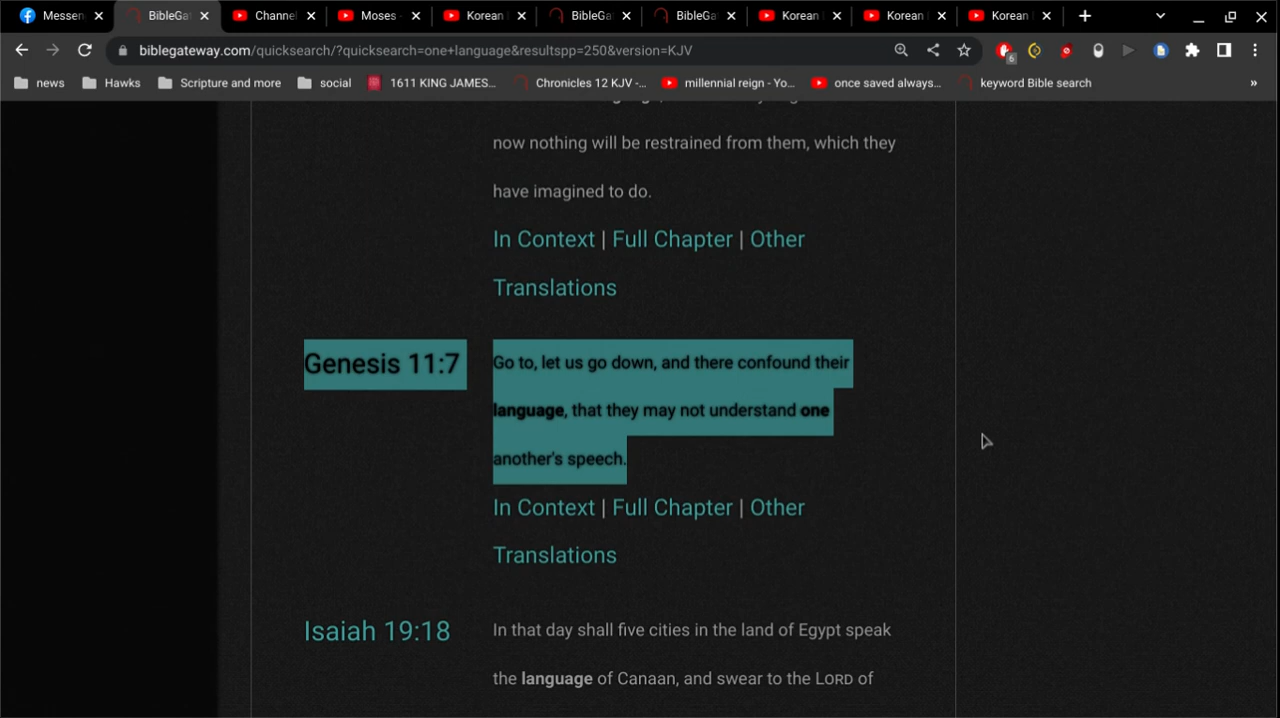 Messen
BibleGat
Channel
Moses -
Korean
BibleG
BibleG
Korean
Korean
Korean
biblegateway.com/quicksearch/?quicksearch=one+language&resultspp=250&version=KJV
6
news
Hawks
Scripture and more
social
1611 KING JAMES...
Chronicles 12 KJV -...
millennial reign - Yo...
once saved always...
keyword Bible search
»
now nothing will be restrained from them, which they
have imagined to do.
In Context | Full Chapter | Other
Translations
Genesis 11:7
Go to, let us go down, and there confound their
language, that they may not understand one
another's speech.
In Context | Full Chapter | Other
Translations
Isaiah 19:18
In that day shall five cities in the land of Egypt speak
the language of Canaan, and swear to the LORD of